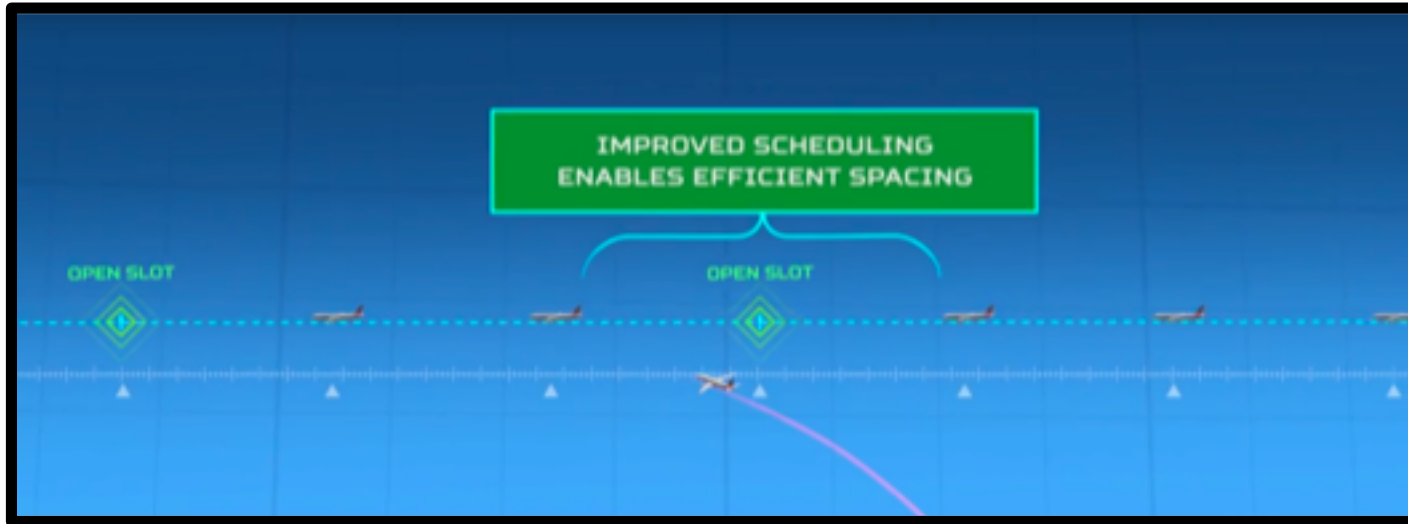 IMPROVED SCHEDULING
ENABLES EFFICIENT SPACING
OPEN SLOT
OPEN SLOT